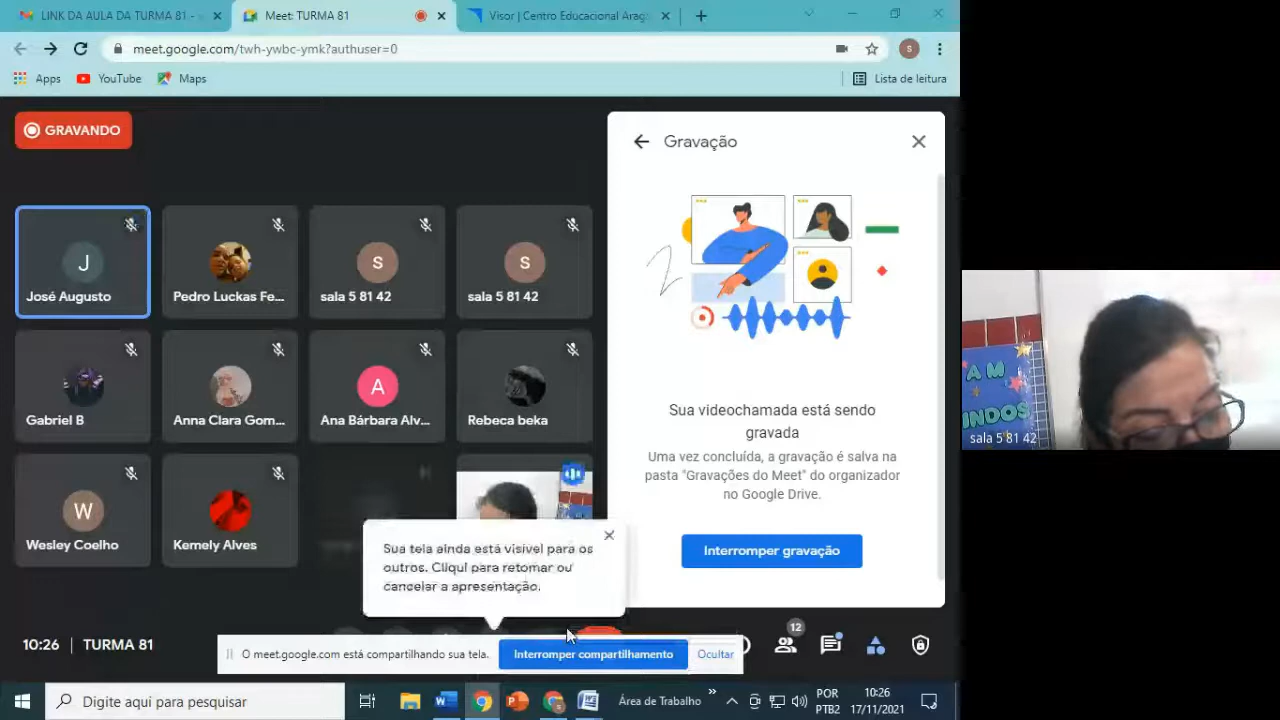 LINK DA AULA DA TURMA 81 -
Meet: TURMA 81
Visor | Centro Educacional Arag
meet.google.com/twh-ywbc-ymk?authuser=0
S
Apps
YouTube
Maps
Lista de leitura
GRAVANDO
Gravação
J
José Augusto
Pedro Luckas Fe...
S
sala 5 81 42
S
sala 5 81 42
Gabriel B
Anna Clara Gom...
A
Ana Bárbara Alv...
Rebeca beka
Sua videochamada está sendo
gravada
Uma vez concluída, a gravação é salva na
pasta "Gravações do Meet" do organizador
no Google Drive.
Interromper gravação
W
Wesley Coelho
Kemely Alves
Sua tela ainda está visível para os
outros. Cliqui para retomar ou
cancelar a apresentação.
10:26 | TURMA 81
O meet.google.com está compartilhando sua tela.
Interromper compartilhamento
Ocultar
12
Digite aqui para pesquisar
Área de Trabalho
POR
PTB2
10:26
17/11/2021
AM
INDOS
sala 5 81 42